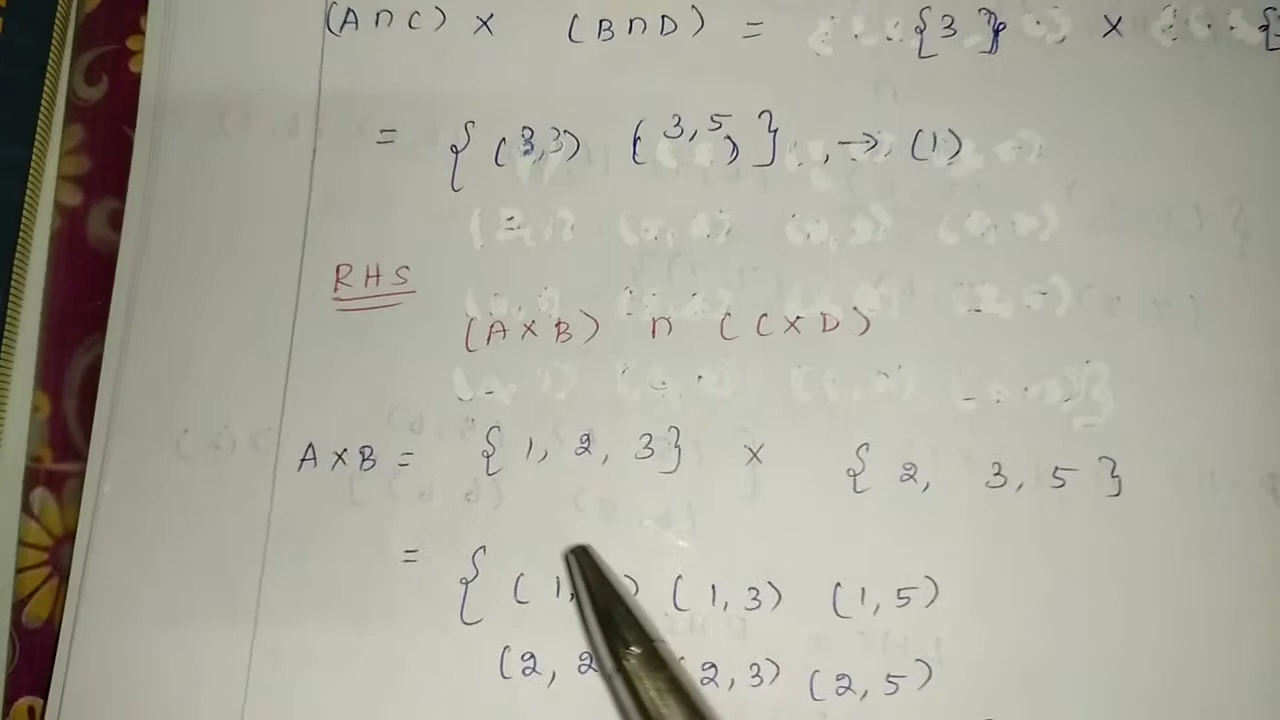 (A∩C) × (B∩D) = {3} × {
= { (3,3) (3,5) } → (1)
RHS
(A×B) ∩ (C×D)
A×B = {1, 2, 3} × {2, 3, 5}
= { (1, ) (1,3) (1,5)
(2, 2 (2,3) (2,5)